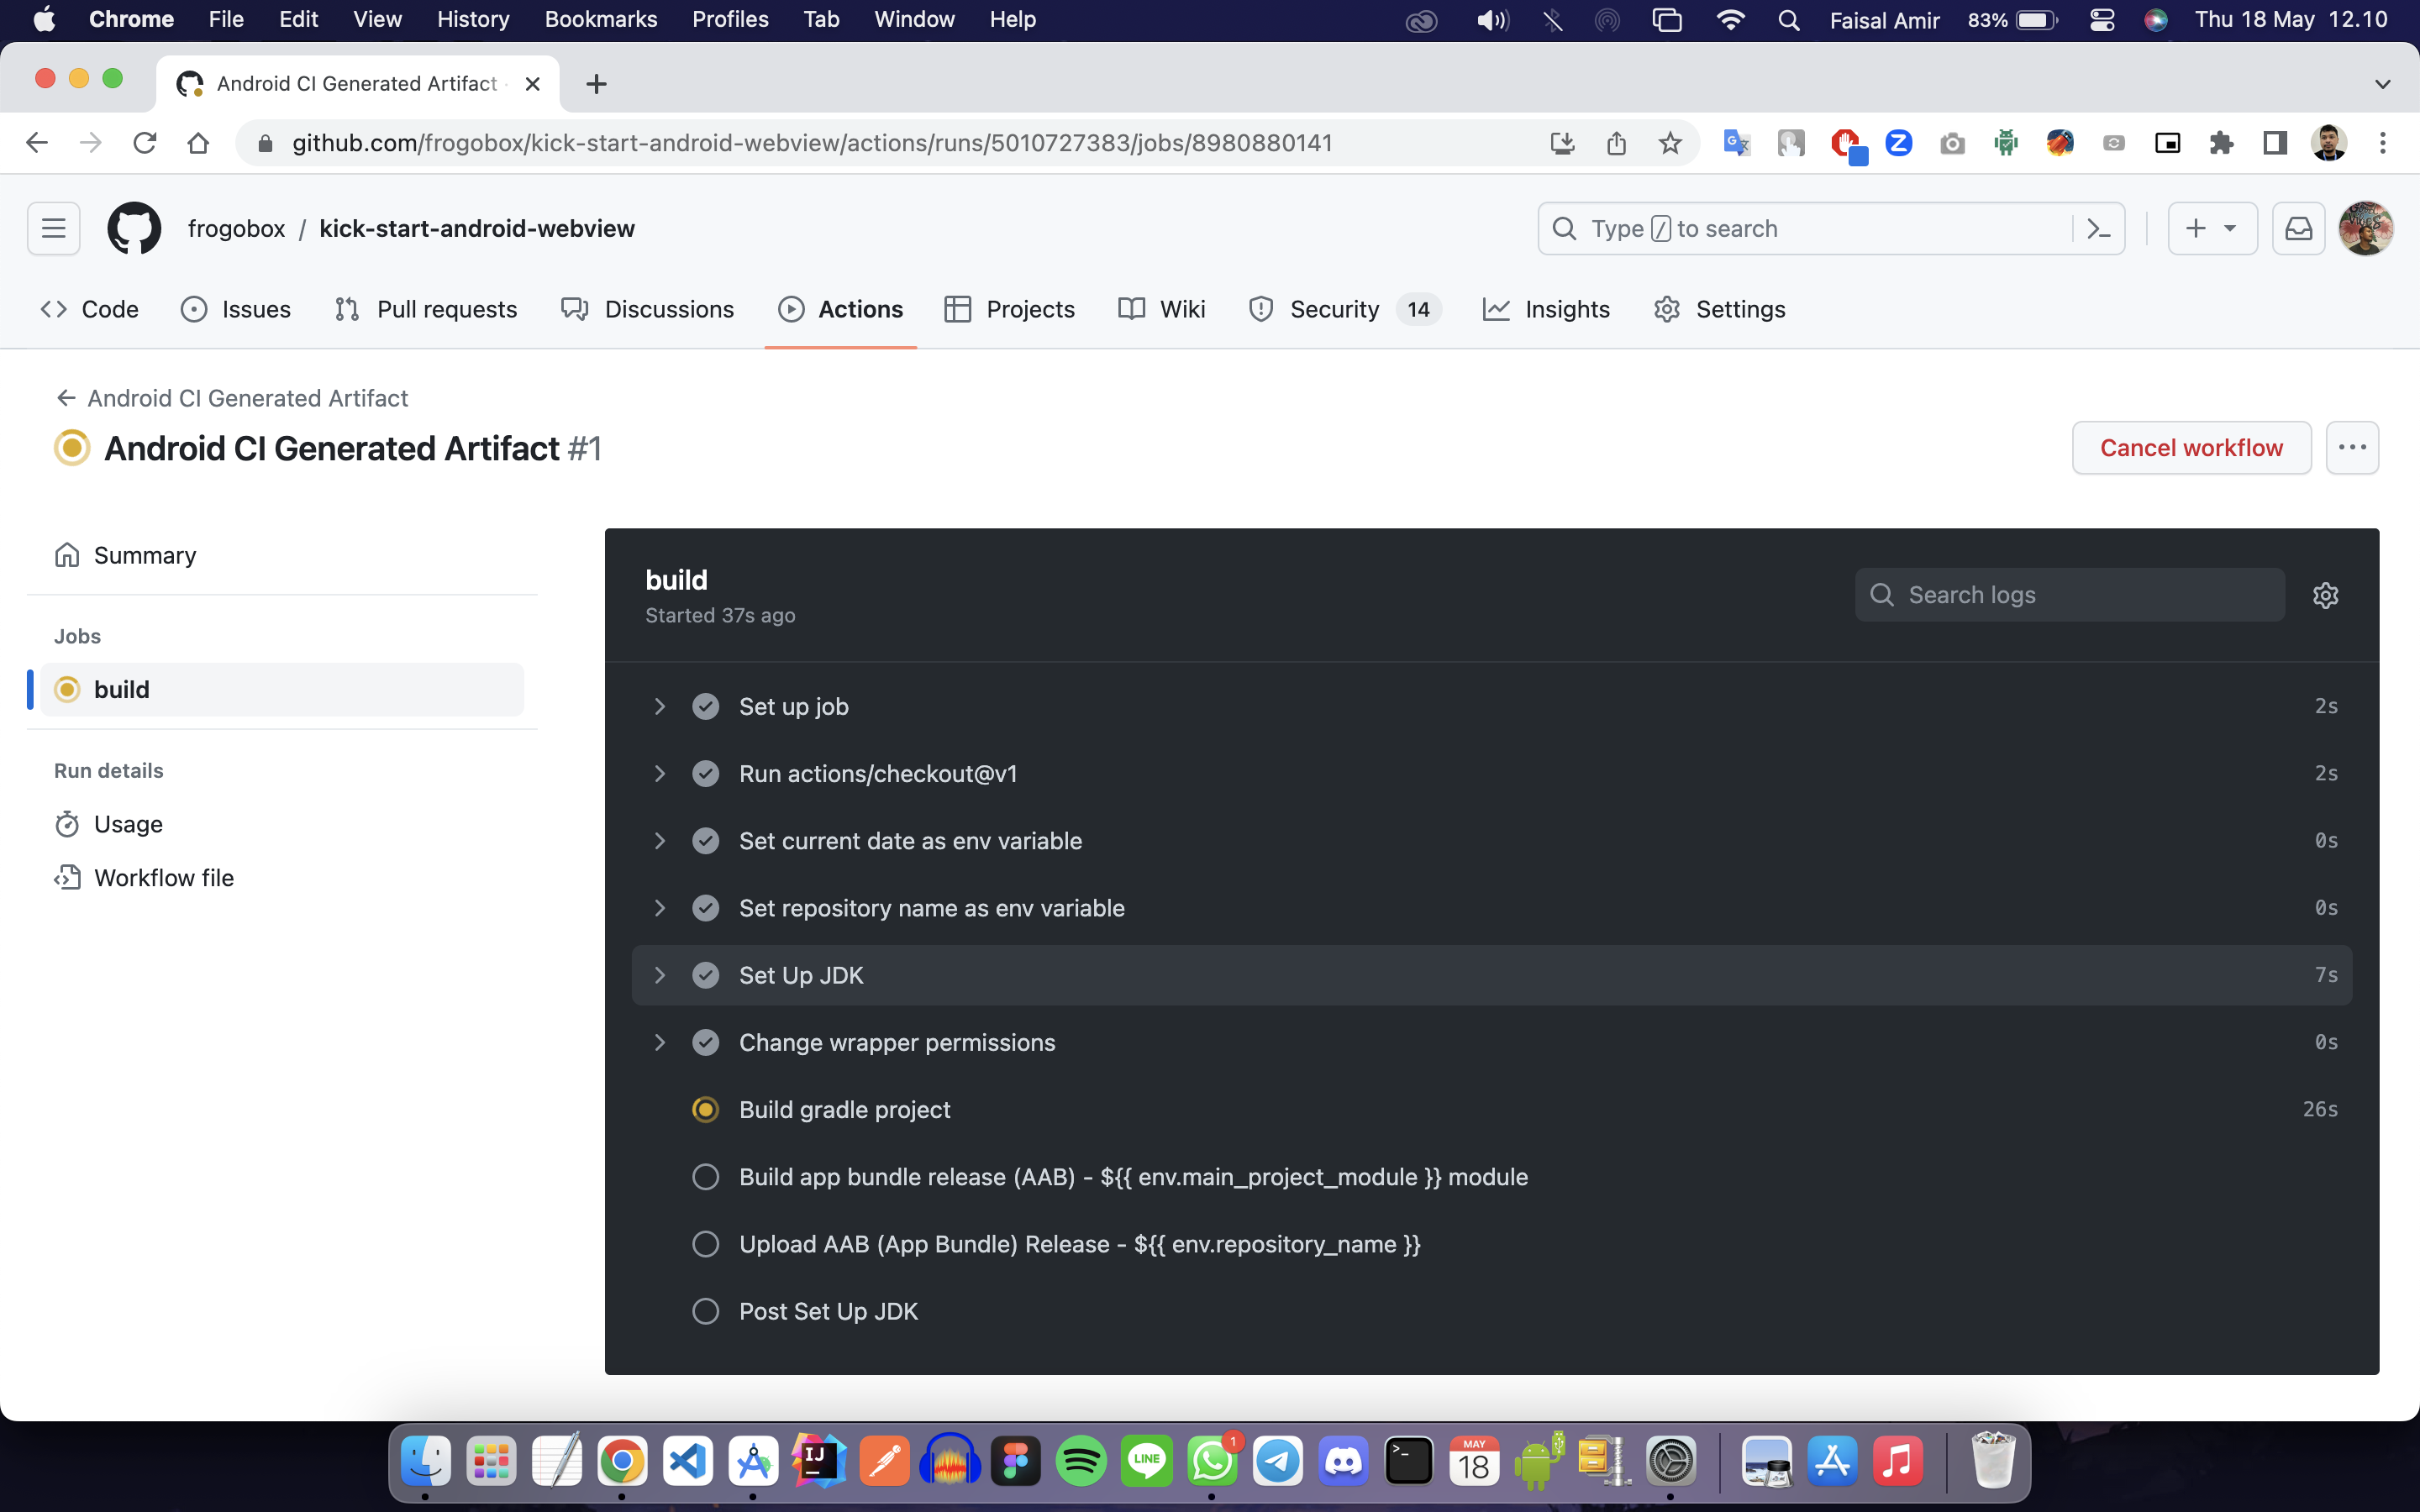 Chrome File Edit View History Bookmarks Profiles Tab Window Help Faisal Amir 83% Thu 18 May 12.10
Android CI Generated Artifact ·
github.com/frogobox/kick-start-android-webview/actions/runs/5010727383/jobs/8980880141
frogobox / kick-start-android-webview Type / to search
Code Issues Pull requests Discussions Actions Projects Wiki Security 14 Insights Settings
Android CI Generated Artifact
Android CI Generated Artifact #1 Cancel workflow
Summary
Jobs
build
Run details
Usage
Workflow file
build
Started 37s ago
Search logs
Set up job 2s
Run actions/checkout@v1 2s
Set current date as env variable 0s
Set repository name as env variable 0s
Set Up JDK 7s
Change wrapper permissions 0s
Build gradle project 26s
Build app bundle release (AAB) - ${{ env.main_project_module }} module
Upload AAB (App Bundle) Release - ${{ env.repository_name }}
Post Set Up JDK
IJ
LINE
1
MAY
18